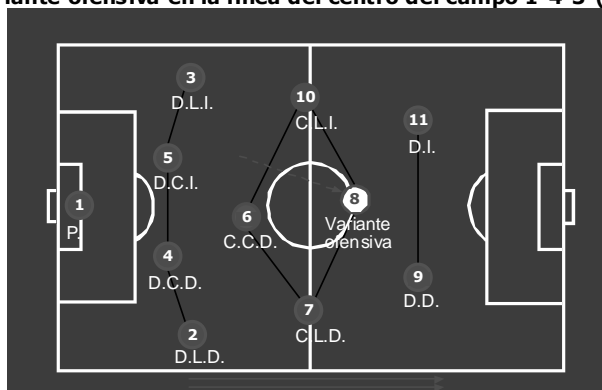 ante ofensiva en la línea del centro del campo 1-4-3
3
D.L.I.
10
C.L.I.
11
D.I.
5
D.C.I.
1
P.
6
C.C.D.
8
Variante
ofensiva
4
D.C.D.
9
D.D.
7
C.L.D.
2
D.L.D.